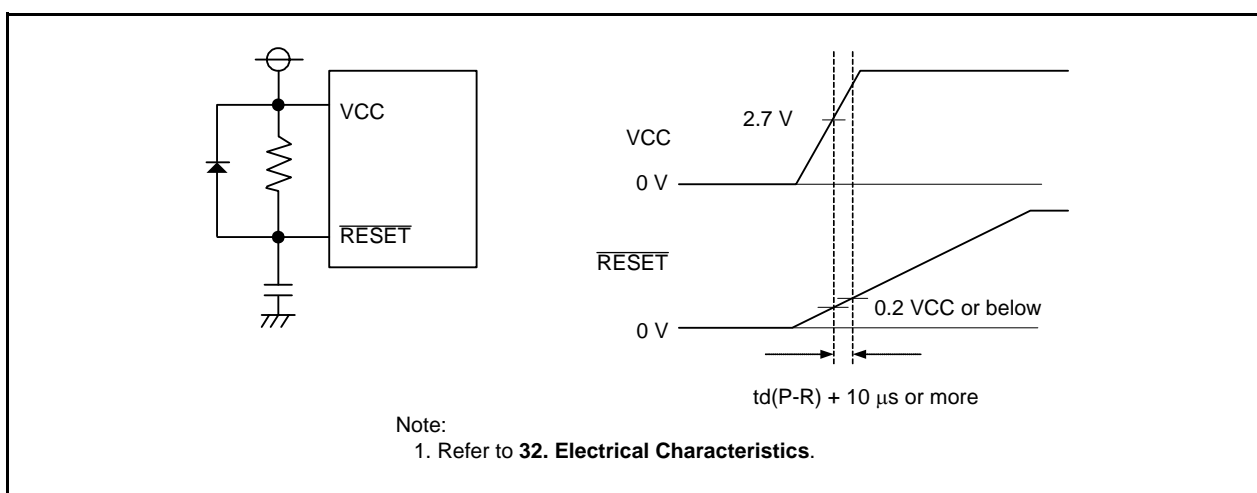 VCC
RESET
VCC
2.7 V
0 V
RESET
0.2 VCC or below
0 V
td(P-R) + 10 μs or more
Note:
1. Refer to 32. Electrical Characteristics.